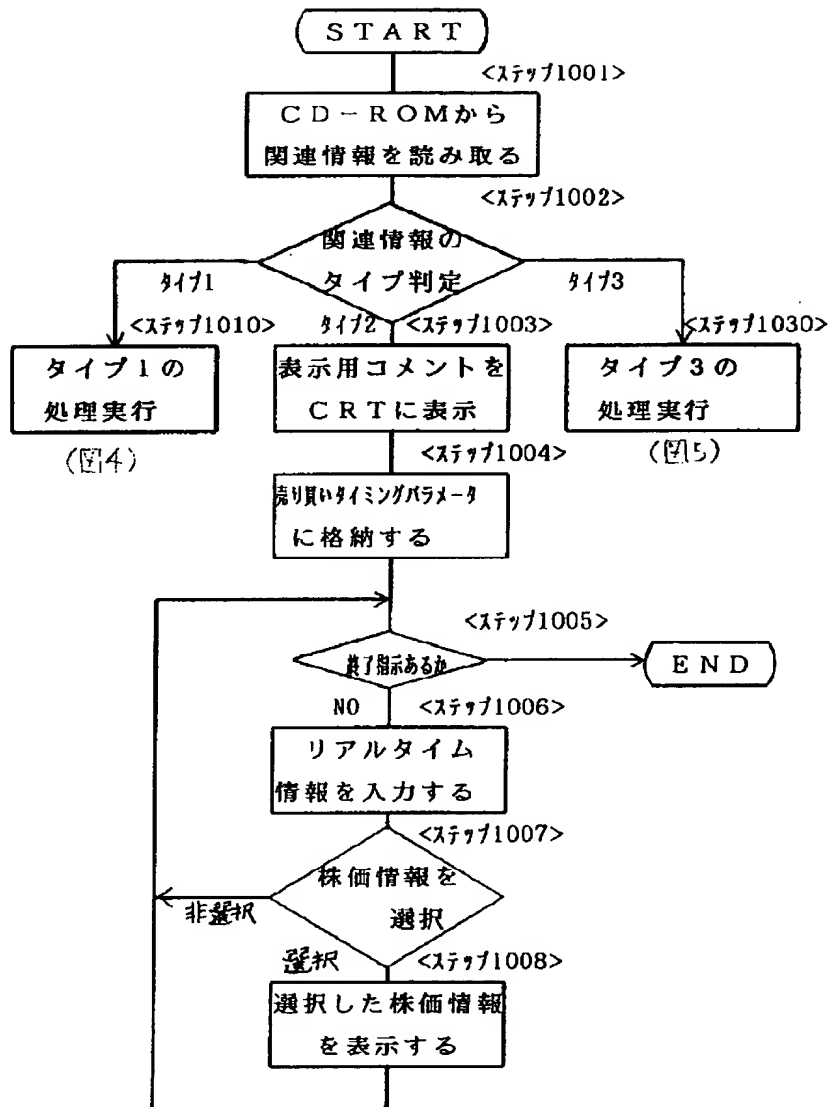 START
<ステップ1001>
CD-ROMから
関連情報を読み取る
<ステップ1002>
関連情報の
タイプ判定
タイプ1
タイプ3
<ステップ1010>
タイプ2
<ステップ1003>
<ステップ1030>
タイプ1の
処理実行
表示用コメントを
CRTに表示
タイプ3の
処理実行
(図4)
(図5)
<ステップ1004>
売り買いタイミングパラメータ
に格納する
<ステップ1005>
終了指示あるか
END
NO
<ステップ1006>
リアルタイム
情報を入力する
<ステップ1007>
株価情報を
選択
非選択
選択
<ステップ1008>
選択した株価情報
を表示する